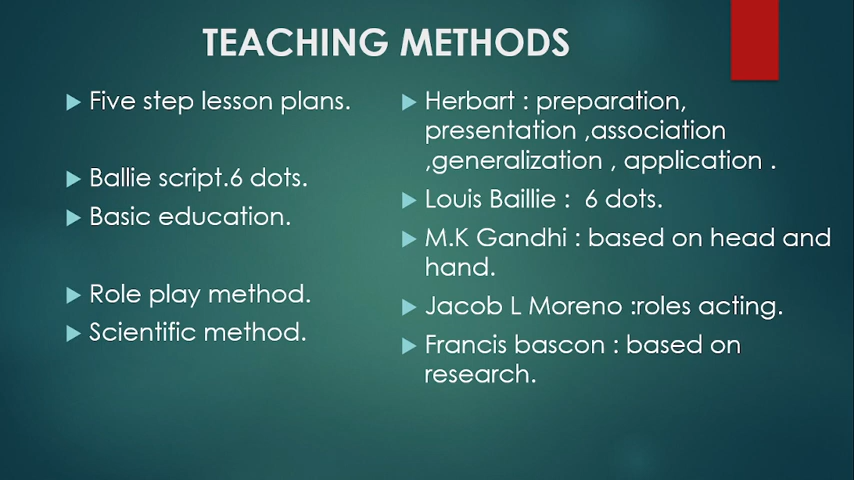 TEACHING METHODS
Five step lesson plans.
Ballie script.6 dots.
Basic education.
Role play method.
Scientific method.
Herbart : preparation,
presentation ,association
,generalization , application .
Louis Baillie :  6 dots.
M.K Gandhi : based on head and
hand.
Jacob L Moreno :roles acting.
Francis bascon : based on
research.